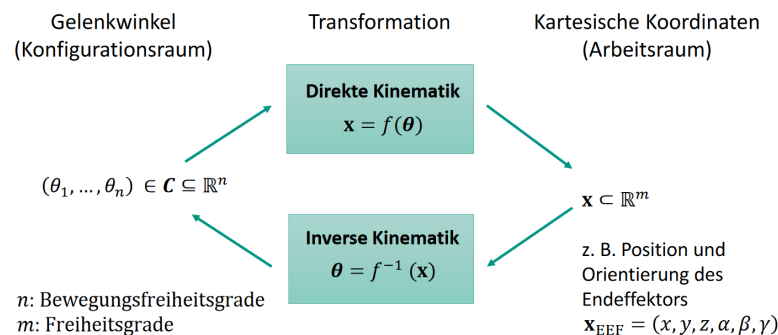 Gelenkwinkel
(Konfigurationsraum)
Transformation
Kartesische Koordinaten
(Arbeitsraum)
Direkte Kinematik
𝐱 = f(𝜽)
(θ₁, …, θₙ) ∈ 𝑪 ⊆ ℝⁿ
𝐱 ⊂ ℝᵐ
Inverse Kinematik
𝜽 = f⁻¹ (𝐱)
z. B. Position und
Orientierung des
Endeffektors
𝐱_EEF = (x, y, z, α, β, γ)
n: Bewegungsfreiheitsgrade
m: Freiheitsgrade